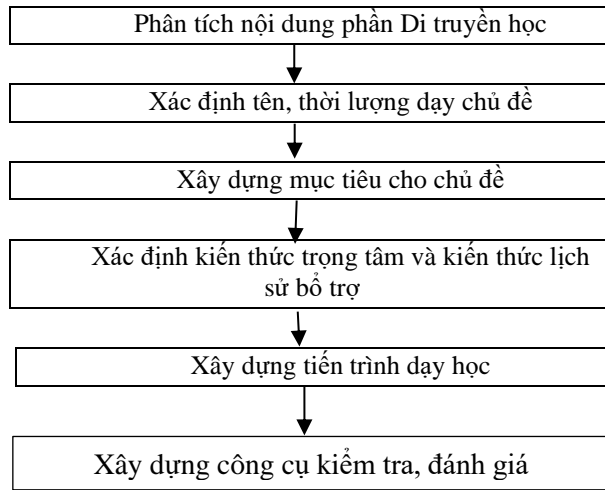 Phân tích nội dung phần Di truyền học
Xác định tên, thời lượng dạy chủ đề
Xây dựng mục tiêu cho chủ đề
Xác định kiến thức trọng tâm và kiến thức lịch
sử bổ trợ
Xây dựng tiến trình dạy học
Xây dựng công cụ kiểm tra, đánh giá